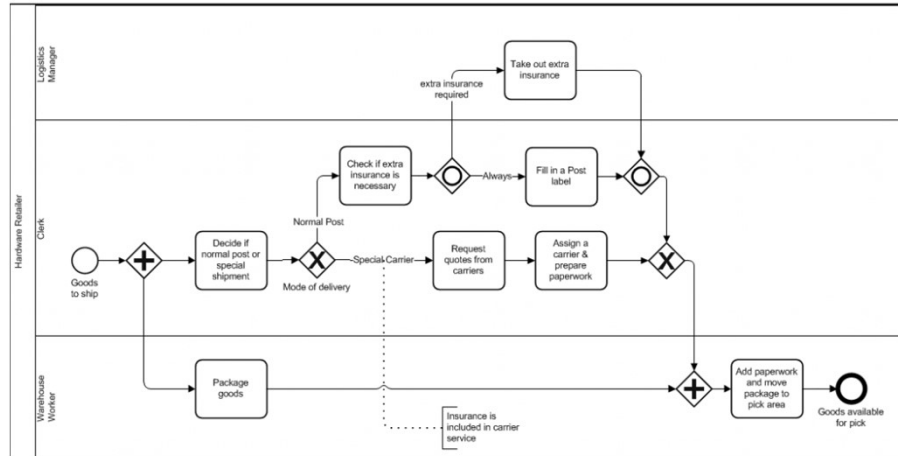 Hardware Retailer
Logistics
Manager
Take out extra
insurance
extra insurance
required
Clerk
Check if extra
insurance is
necessary
Always
Fill in a Post
label
Normal Post
Goods
to ship
Decide if
normal post or
special
shipment
Mode of delivery
Special Carrier
Request
quotes from
carriers
Assign a
carrier &
prepare
paperwork
Warehouse
Worker
Package
goods
Insurance is
included in carrier
service
Add paperwork
and move
package to
pick area
Goods available
for pick